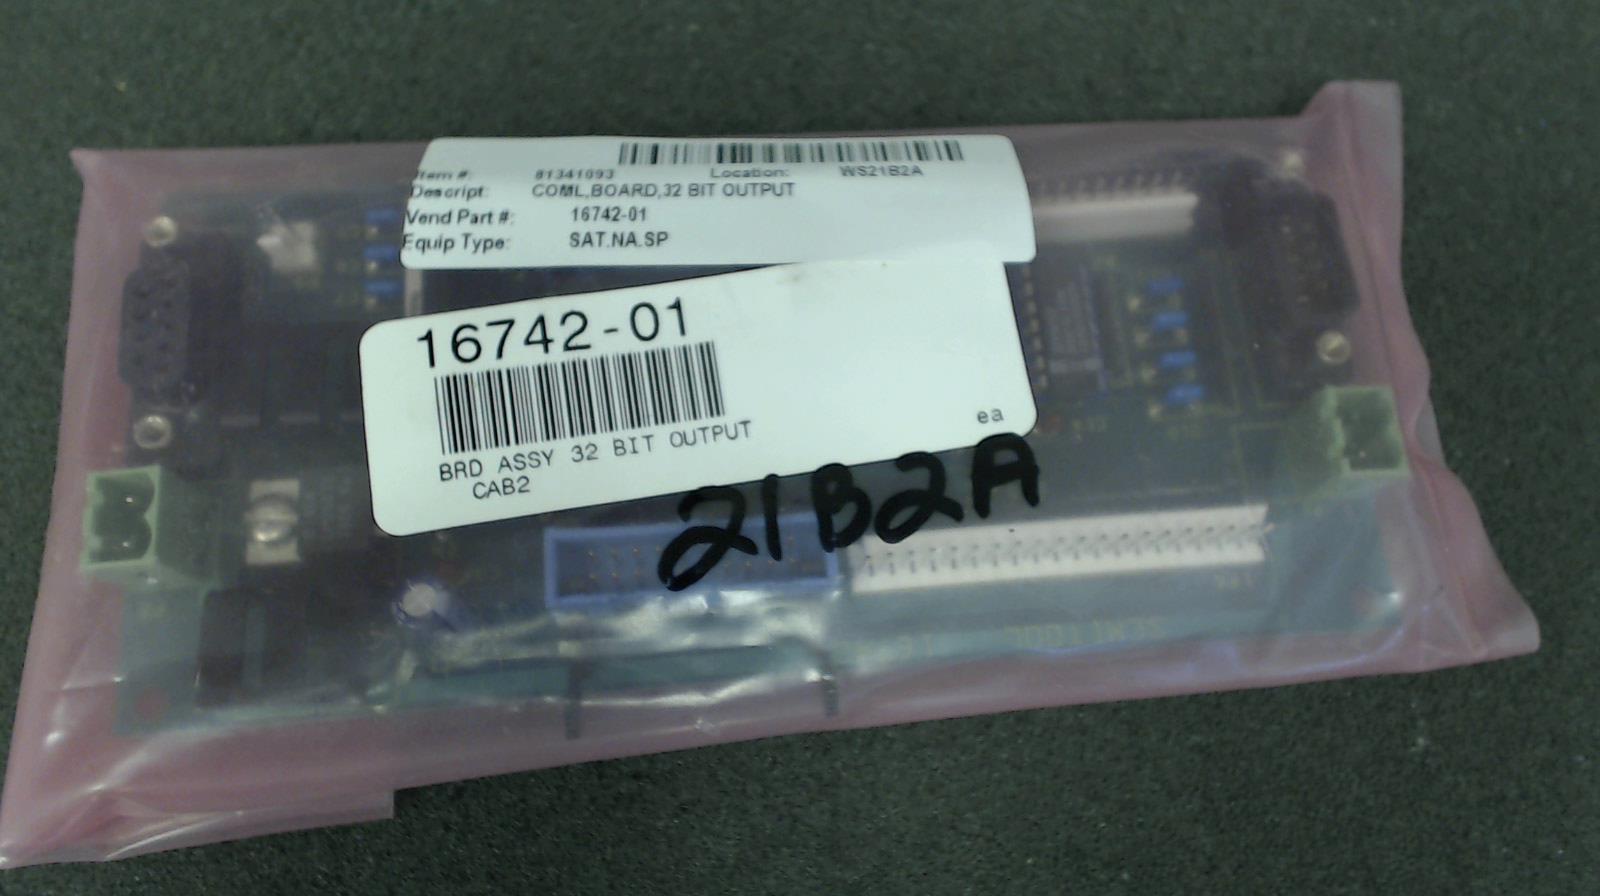 Item #: 81341093 Location: WS21B2A
Descript: COML,BOARD,32 BIT OUTPUT
Vend Part #: 16742-01
Equip Type: SAT.NA.SP
16742-01
BRD ASSY 32 BIT OUTPUT
CAB2
ea
21B2A